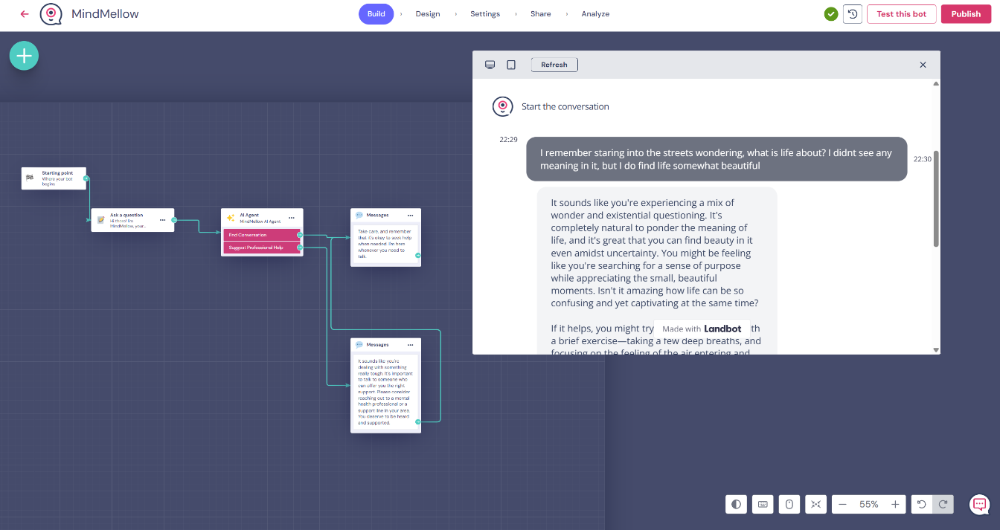 MindMellow
Build
Design
Settings
Share
Analyze
Test this bot
Publish
Refresh
Start the conversation
22:29
I remember staring into the streets wondering, what is life about? I didnt see any
meaning in it, but I do find life somewhat beautiful
22:30
It sounds like you're experiencing a mix of
wonder and existential questioning. It's
completely natural to ponder the meaning of
life, and it's great that you can find beauty in it
even amidst uncertainty. You might be feeling
like you're searching for a sense of purpose
while appreciating the small, beautiful
moments. Isn't it amazing how life can be so
confusing and yet captivating at the same time?
If it helps, you might try th
Made with Landbot
a brief exercise—taking a few deep breaths, and
focusing on the feeling of the air entering and
Starting point
Where your bot
begins
Ask a question
Hi there! I'm
MindMellow, your...
AI Agent
MindMellow AI Agent
End Conversation
Suggest Professional Help
Messages
Take care, and remember
that it's okay to seek help
when needed. I'm here
whenever you need to
talk.
Messages
It sounds like you're
dealing with something
really tough. It's important
to talk to someone who
can offer you the right
support. Please consider
reaching out to a mental
health professional or a
support line in your area.
You deserve to be heard
and supported.
55%